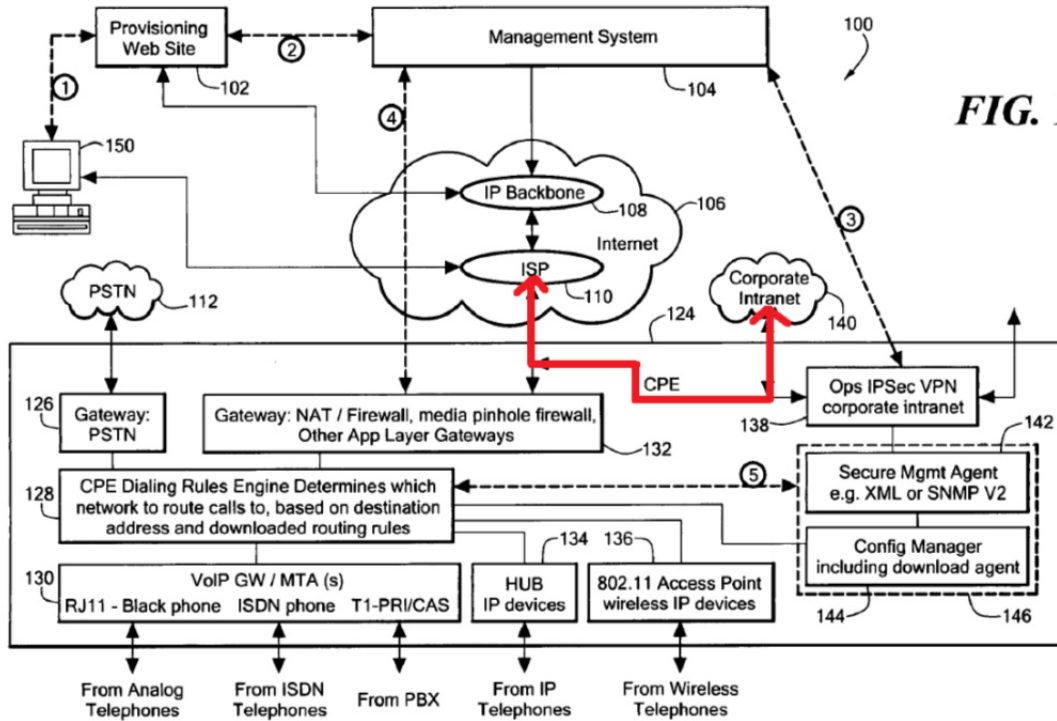 Provisioning
Web Site
102
2
Management System
104
100
FIG.
1
150
4
IP Backbone
108
106
Internet
3
ISP
110
PSTN
112
Corporate
Intranet
140
124
CPE
126
Gateway:
PSTN
Gateway: NAT / Firewall, media pinhole firewall,
Other App Layer Gateways
132
Ops IPSec VPN
corporate intranet
138
142
128
CPE Dialing Rules Engine Determines which
network to route calls to, based on destination
address and downloaded routing rules
5
Secure Mgmt Agent
e.g. XML or SNMP V2
Config Manager
including download agent
144
146
130
VoIP GW / MTA (s)
RJ11 - Black phone ISDN phone T1-PRI/CAS
134
HUB
IP devices
136
802.11 Access Point
wireless IP devices
From Analog
Telephones
From ISDN
Telephones
From PBX
From IP
Telephones
From Wireless
Telephones